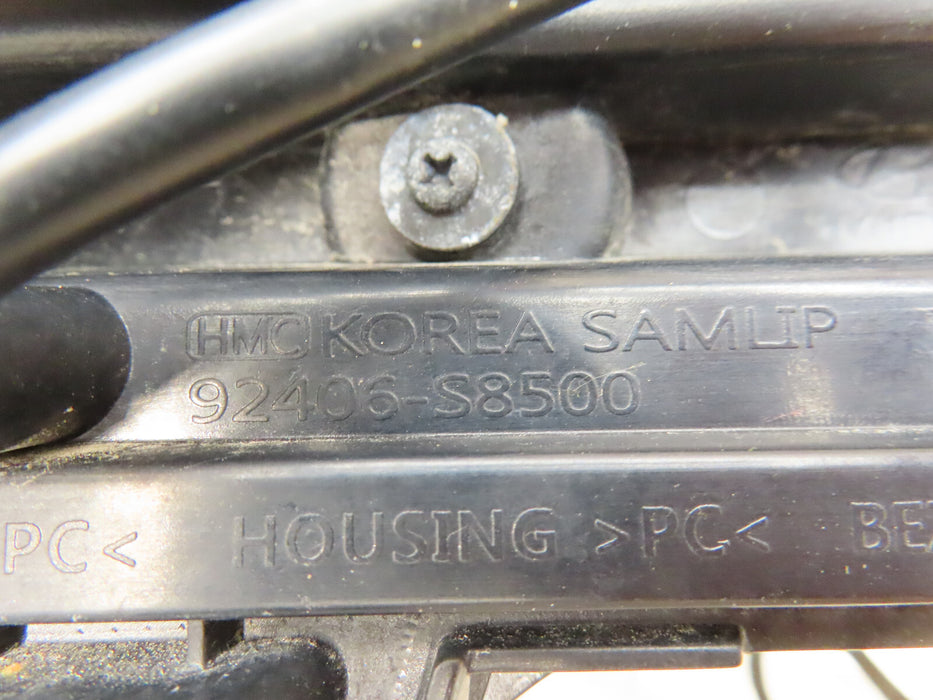 HMC KOREA SAMLIP
92406-S8500
PC< HOUSING >PC<